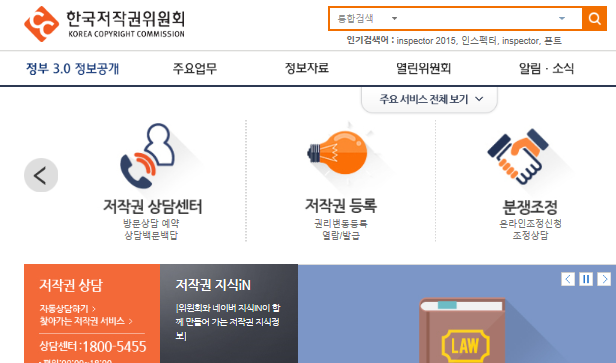 한국저작권위원회
KOREA COPYRIGHT COMMISSION
통합검색
인기검색어 : inspector 2015, 인스펙터, inspector, 폰트
정부 3.0 정보공개 주요업무 정보자료 열린위원회 알림 · 소식
주요 서비스 전체 보기
저작권 상담센터
방문상담 예약
상담백문백답
저작권 등록
권리변동등록
열람/발급
분쟁조정
온라인조정신청
조정상담
저작권 상담
자동상담하기 >
찾아가는 저작권 서비스 >
상담센터 : 1800-5455
저작권 지식iN
[위원회와 네이버 지식iN이 함
께 만들어 가는 저작권 지식정
보]
LAW